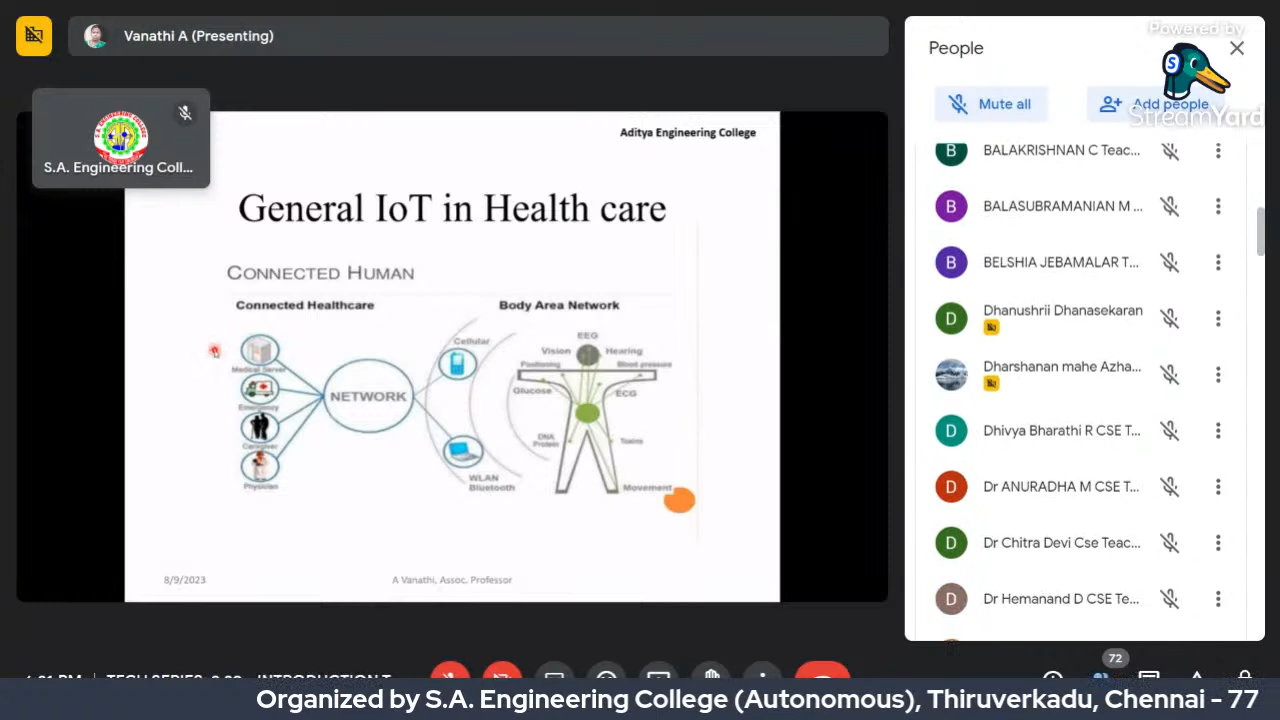 Vanathi A (Presenting)
S.A. Engineering Coll...
Aditya Engineering College
General IoT in Health care
CONNECTED HUMAN
Connected Healthcare
Body Area Network
Medical Server
Emergency
Caregiver
Physician
NETWORK
Cellular
WLAN
Bluetooth
EEG
Vision
Hearing
Positioning
Blood pressure
Glucose
ECG
DNA
Protein
Toxins
Movement
8/9/2023
A Vanathi, Assoc. Professor
People
Powered by
StreamYard
Mute all
Add people
B
BALAKRISHNAN C Teac...
B
BALASUBRAMANIAN M ...
B
BELSHIA JEBAMALAR T...
D
Dhanushrii Dhanasekaran
Dharshanan mahe Azha...
D
Dhivya Bharathi R CSE T...
D
Dr ANURADHA M CSE T...
D
Dr Chitra Devi Cse Teac...
D
Dr Hemanand D CSE Te...
72
Organized by S.A. Engineering College (Autonomous), Thiruverkadu, Chennai - 77